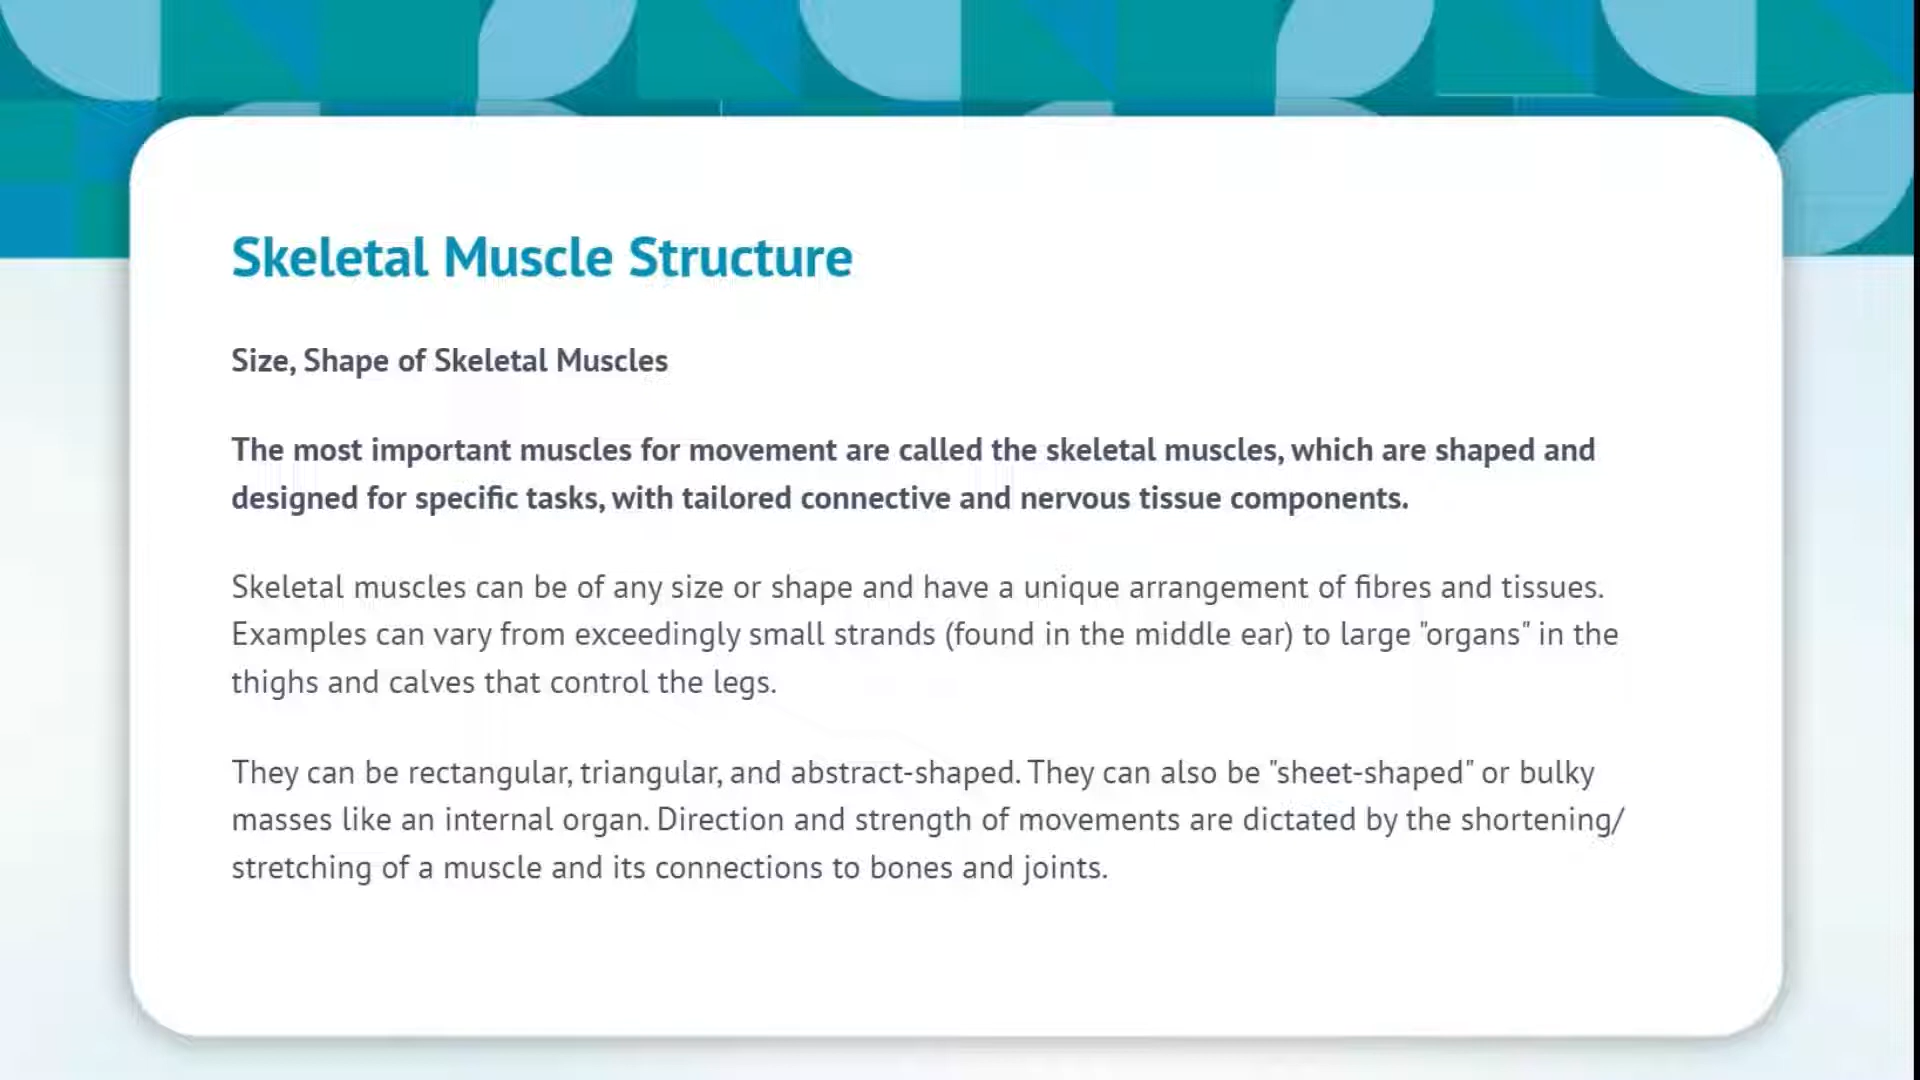 Skeletal Muscle Structure
Size, Shape of Skeletal Muscles
The most important muscles for movement are called the skeletal muscles, which are shaped and
designed for specific tasks, with tailored connective and nervous tissue components.
Skeletal muscles can be of any size or shape and have a unique arrangement of fibres and tissues.
Examples can vary from exceedingly small strands (found in the middle ear) to large "organs" in the
thighs and calves that control the legs.
They can be rectangular, triangular, and abstract-shaped. They can also be "sheet-shaped" or bulky
masses like an internal organ. Direction and strength of movements are dictated by the shortening/
stretching of a muscle and its connections to bones and joints.